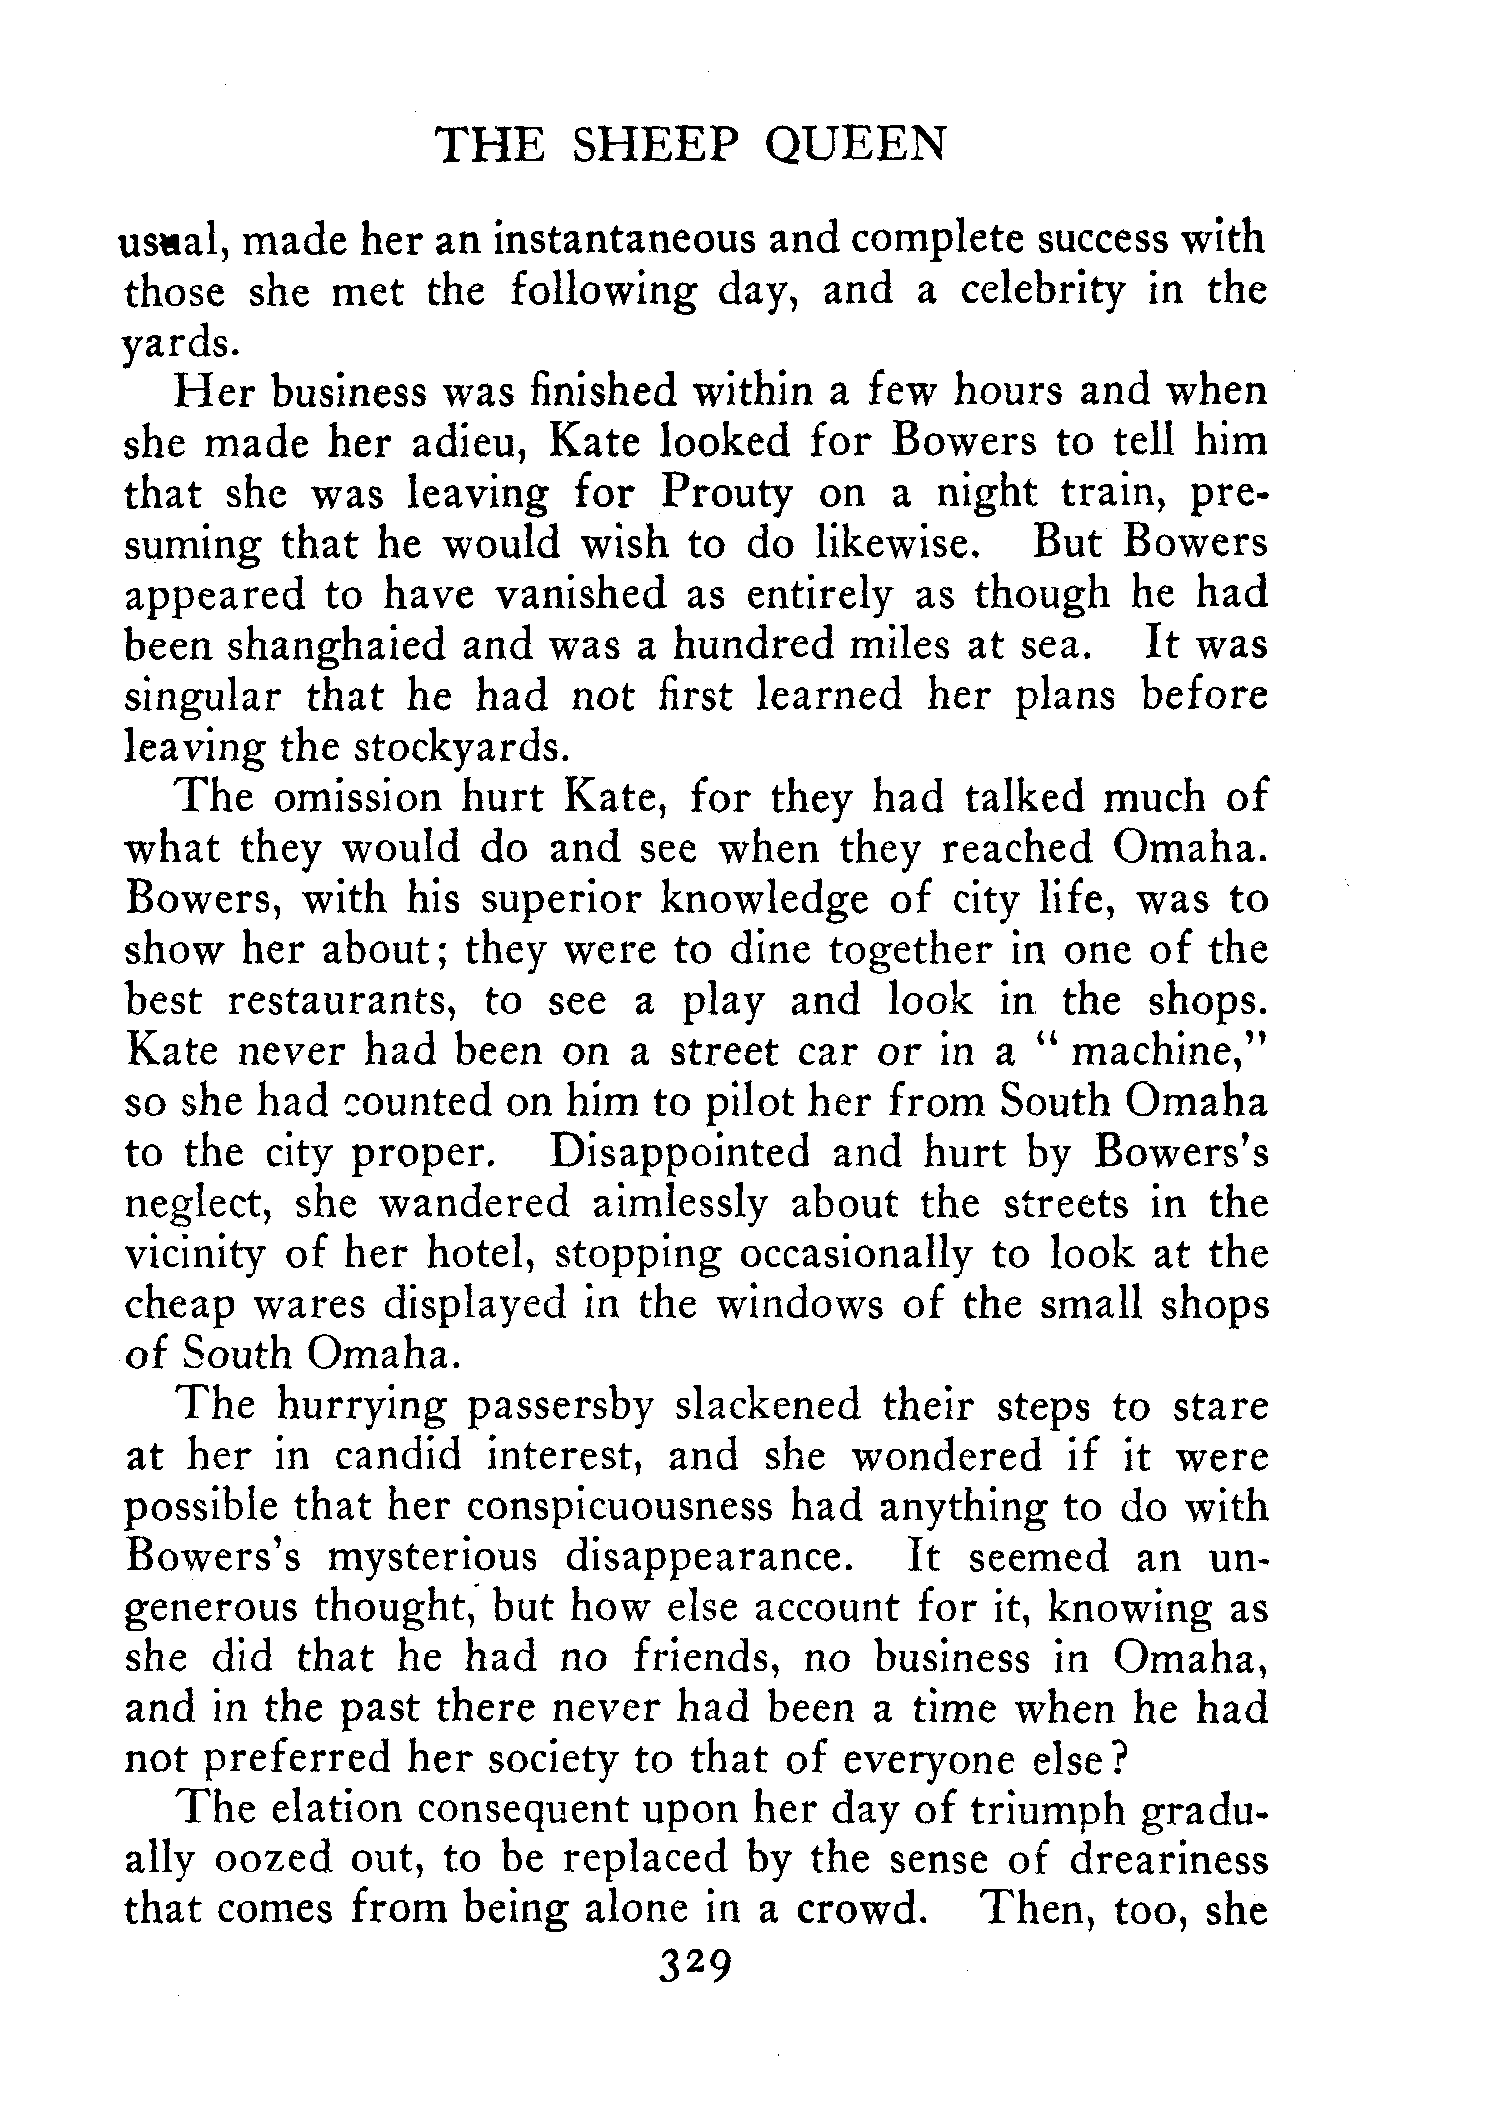 THE SHEEP QUEEN
usual, made her an instantaneous and complete success with
those she met the following day, and a celebrity in the
yards.
Her business was finished within a few hours and when
she made her adieu, Kate looked for Bowers to tell him
that she was leaving for Prouty on a night train, pre-
suming that he would wish to do likewise. But Bowers
appeared to have vanished as entirely as though he had
been shanghaied and was a hundred miles at sea. It was
singular that he had not first learned her plans before
leaving the stockyards.
The omission hurt Kate, for they had talked much of
what they would do and see when they reached Omaha.
Bowers, with his superior knowledge of city life, was to
show her about; they were to dine together in one of the
best restaurants, to see a play and look in the shops.
Kate never had been on a street car or in a " machine,"
so she had counted on him to pilot her from South Omaha
to the city proper. Disappointed and hurt by Bowers's
neglect, she wandered aimlessly about the streets in the
vicinity of her hotel, stopping occasionally to look at the
cheap wares displayed in the windows of the small shops
of South Omaha.
The hurrying passersby slackened their steps to stare
at her in candid interest, and she wondered if it were
possible that her conspicuousness had anything to do with
Bowers's mysterious disappearance. It seemed an un-
generous thought, but how else account for it, knowing as
she did that he had no friends, no business in Omaha,
and in the past there never had been a time when he had
not preferred her society to that of everyone else?
The elation consequent upon her day of triumph gradu-
ally oozed out, to be replaced by the sense of dreariness
that comes from being alone in a crowd. Then, too, she
329